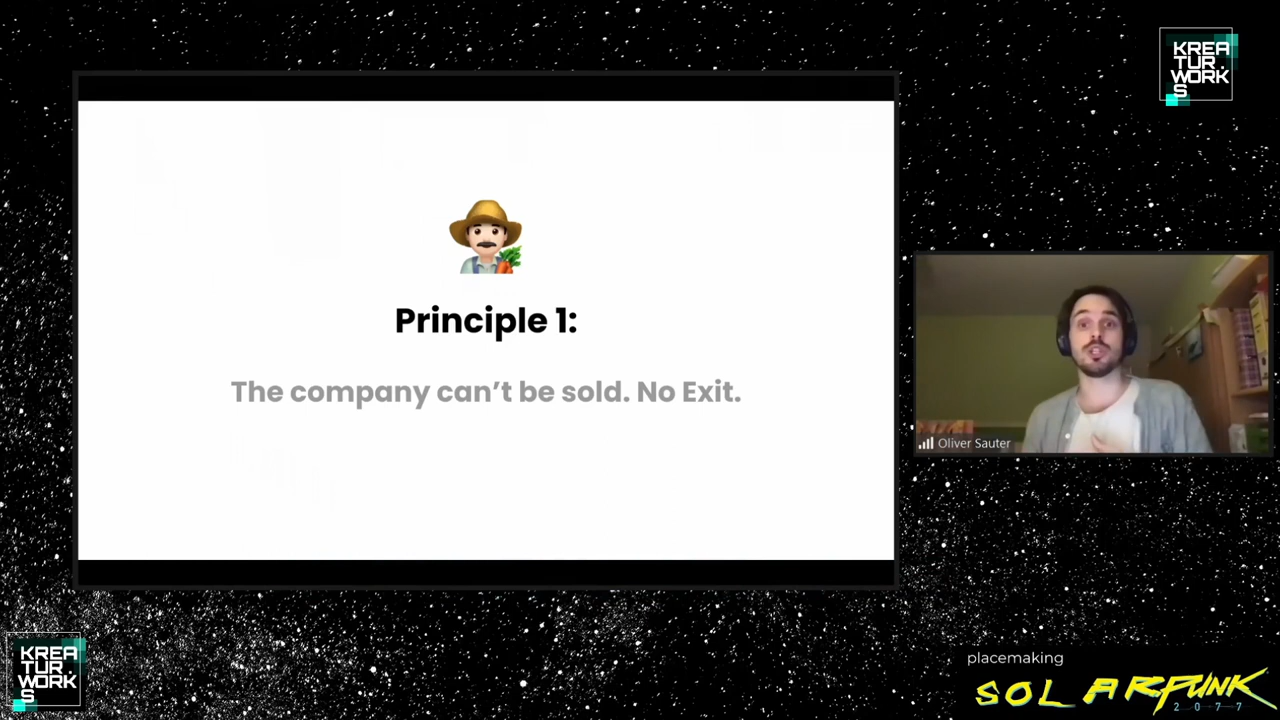 KREA
TUR.
WORK
S
Principle 1:
The company can’t be sold. No Exit.
Oliver Sauter
KREA
TUR.
WORK
S
placemaking
SOLARPUNK
2077